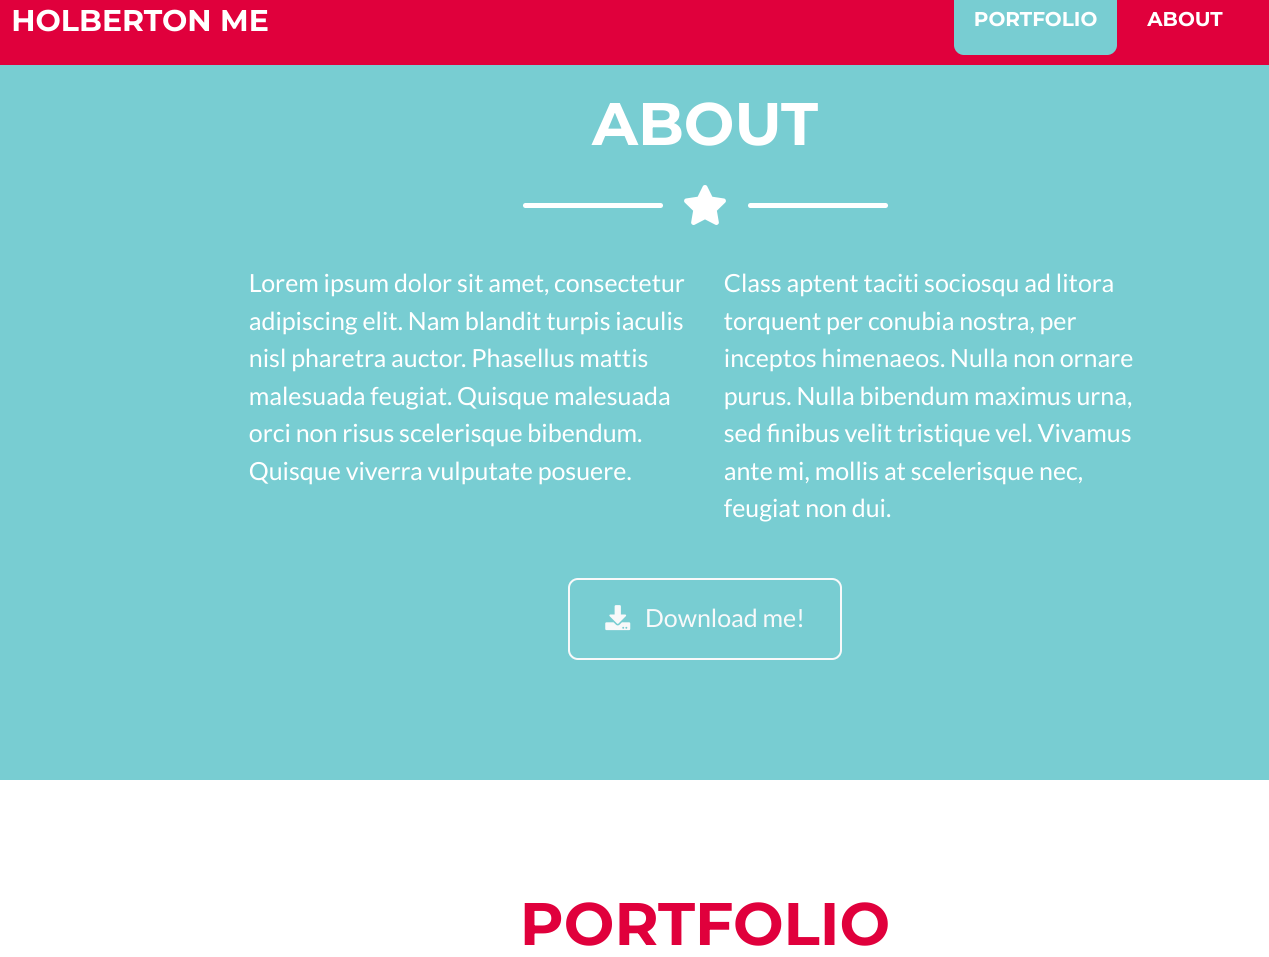 HOLBERTON ME
PORTFOLIO
ABOUT
ABOUT
Lorem ipsum dolor sit amet, consectetur
adipiscing elit. Nam blandit turpis iaculis
nisl pharetra auctor. Phasellus mattis
malesuada feugiat. Quisque malesuada
orci non risus scelerisque bibendum.
Quisque viverra vulputate posuere.
Class aptent taciti sociosqu ad litora
torquent per conubia nostra, per
inceptos himenaeos. Nulla non ornare
purus. Nulla bibendum maximus urna,
sed finibus velit tristique vel. Vivamus
ante mi, mollis at scelerisque nec,
feugiat non dui.
Download me!
PORTFOLIO